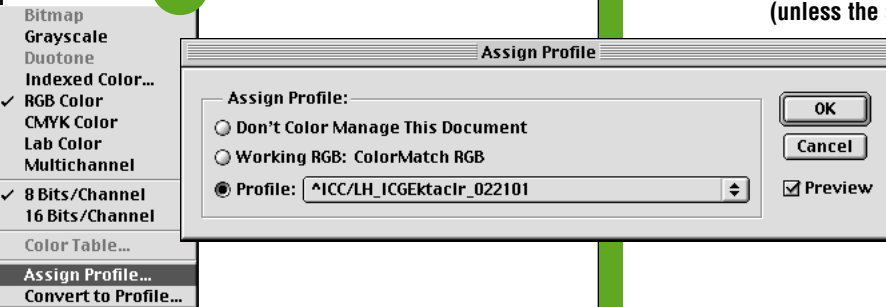 (unless the
Bitmap
Grayscale
Duotone
Indexed Color...
✓ RGB Color
CMYK Color
Lab Color
Multichannel
✓ 8 Bits/Channel
16 Bits/Channel
Color Table...
Assign Profile...
Convert to Profile...
Assign Profile
Assign Profile:
Don't Color Manage This Document
Working RGB: ColorMatch RGB
Profile: ^ICC/LH_ICGEktaclr_022101
OK
Cancel
Preview